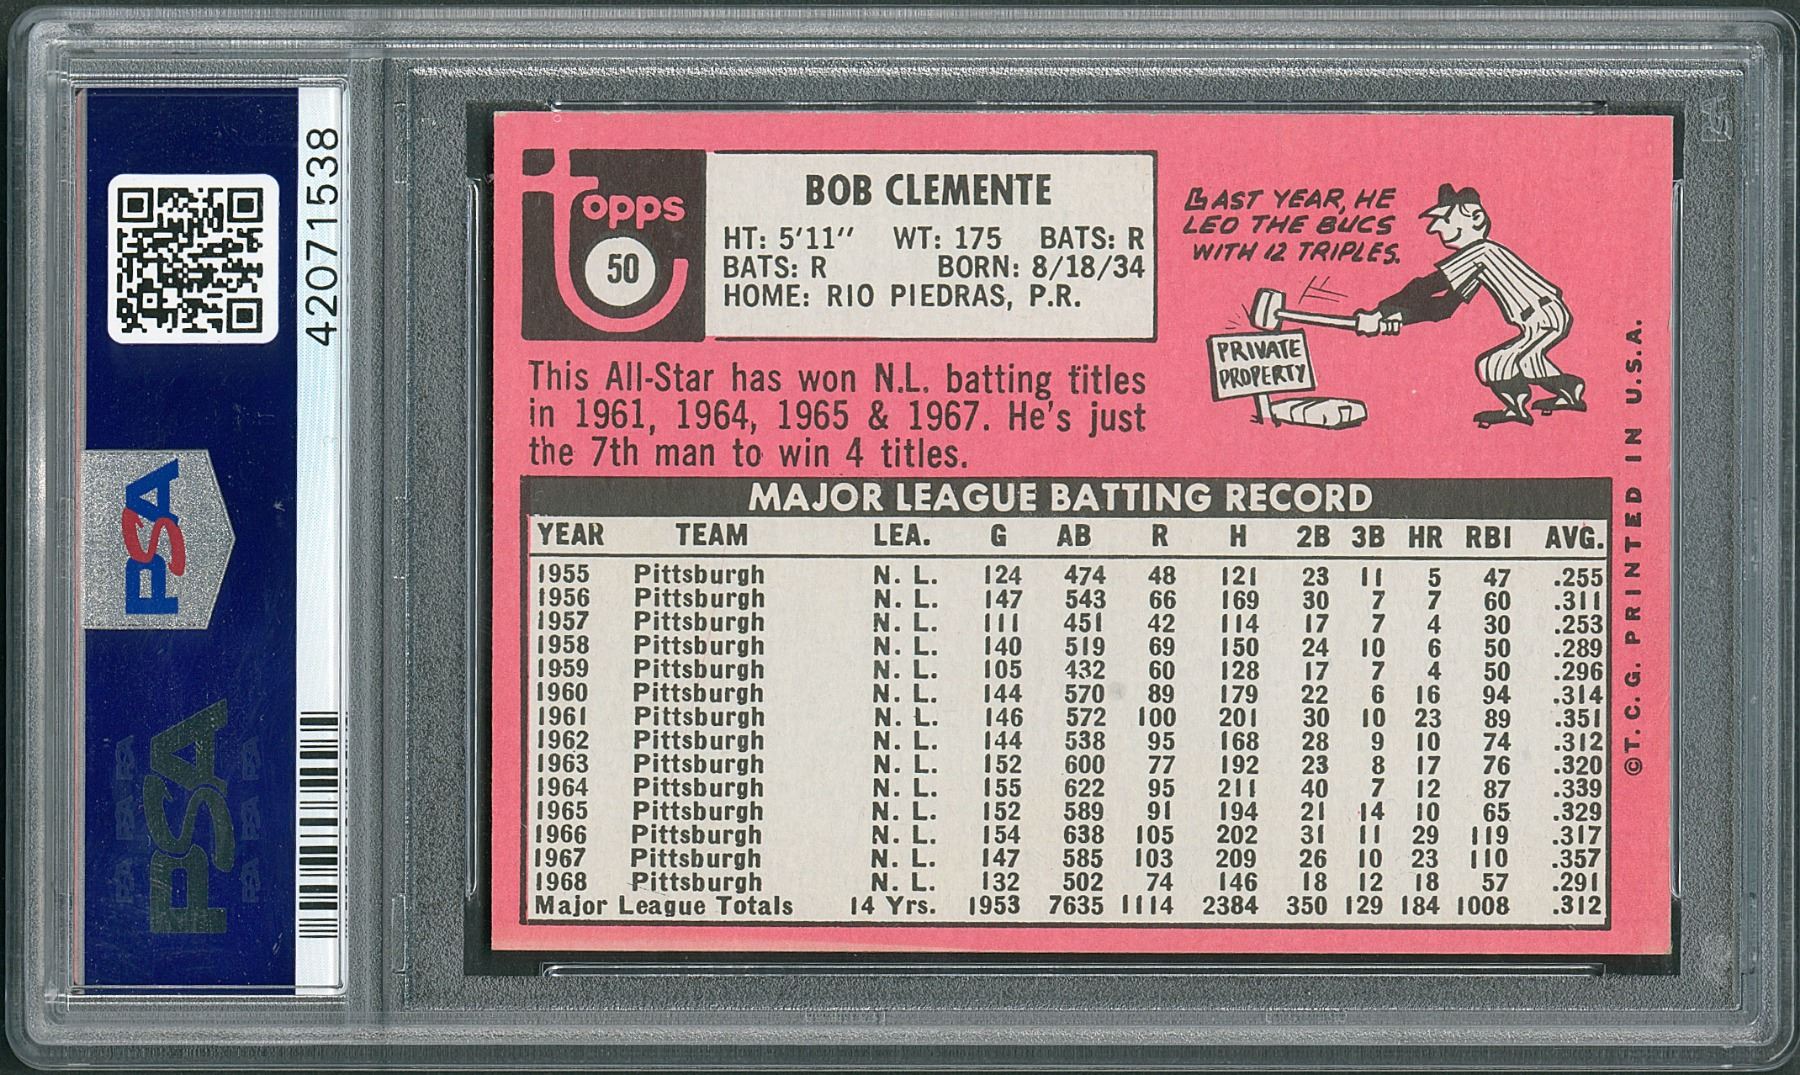 42071538
PSA
PSA
topps
50
BOB CLEMENTE
HT: 5'11" WT: 175 BATS: R
BATS: R BORN: 8/18/34
HOME: RIO PIEDRAS, P.R.
LAST YEAR, HE
LED THE BUCS
WITH 12 TRIPLES.
PRIVATE
PROPERTY
This All-Star has won N.L. batting titles
in 1961, 1964, 1965 & 1967. He's just
the 7th man to win 4 titles.
MAJOR LEAGUE BATTING RECORD
YEAR TEAM LEA. G AB R H 2B 3B HR RBI AVG.
1955 Pittsburgh N. L. 124 474 48 121 23 11 5 47 .255
1956 Pittsburgh N. L. 147 543 66 169 30 7 7 60 .311
1957 Pittsburgh N. L. 111 451 42 114 17 7 4 30 .253
1958 Pittsburgh N. L. 140 519 69 150 24 10 6 50 .289
1959 Pittsburgh N. L. 105 432 60 128 17 7 4 50 .296
1960 Pittsburgh N. L. 144 570 89 179 22 6 16 94 .314
1961 Pittsburgh N. L. 146 572 100 201 30 10 23 89 .351
1962 Pittsburgh N. L. 144 538 95 168 28 9 10 74 .312
1963 Pittsburgh N. L. 152 600 77 192 23 8 17 76 .320
1964 Pittsburgh N. L. 155 622 95 211 40 7 12 87 .339
1965 Pittsburgh N. L. 152 589 91 194 21 14 10 65 .329
1966 Pittsburgh N. L. 154 638 105 202 31 11 29 119 .317
1967 Pittsburgh N. L. 147 585 103 209 26 10 23 110 .357
1968 Pittsburgh N. L. 132 502 74 146 18 12 18 57 .291
Major League Totals 14 Yrs. 1953 7635 1114 2384 350 129 184 1008 .312
©T. C. G. PRINTED IN U.S.A.